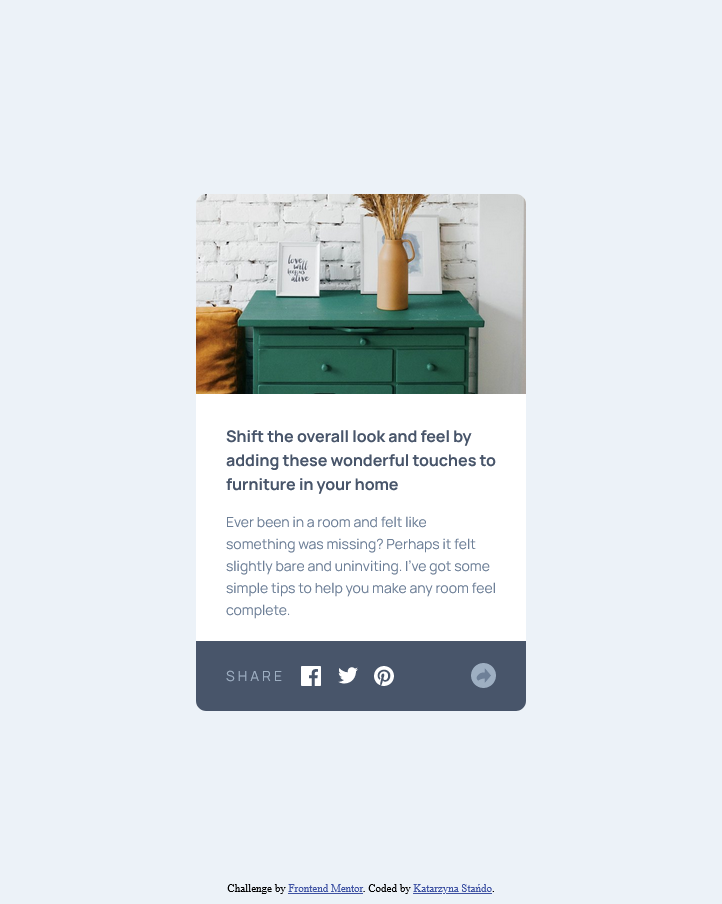 love
will
keep us
alive
Shift the overall look and feel by
adding these wonderful touches to
furniture in your home
Ever been in a room and felt like
something was missing? Perhaps it felt
slightly bare and uninviting. I’ve got some
simple tips to help you make any room feel
complete.
SHARE
Challenge by Frontend Mentor. Coded by Katarzyna Stańdo.